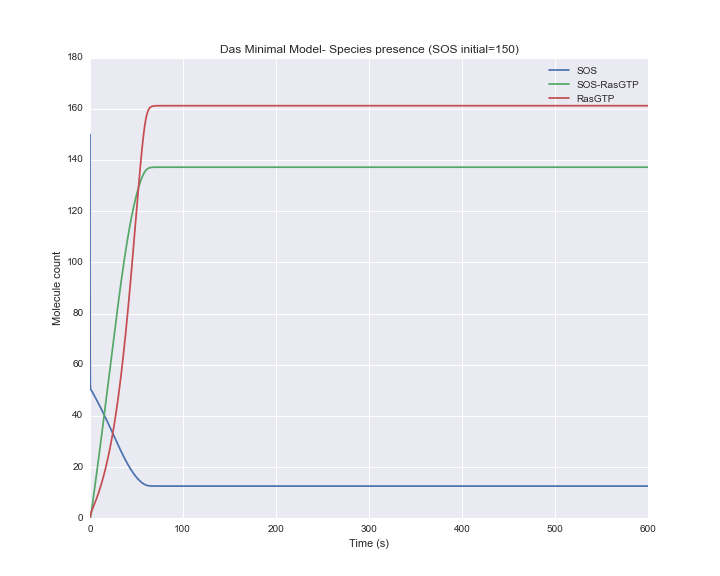 Das Minimal Model- Species presence (SOS initial=150)
SOS
SOS-RasGTP
RasGTP
Molecule count
180
160
140
120
100
80
60
40
20
0
0 100 200 300 400 500 600
Time (s)